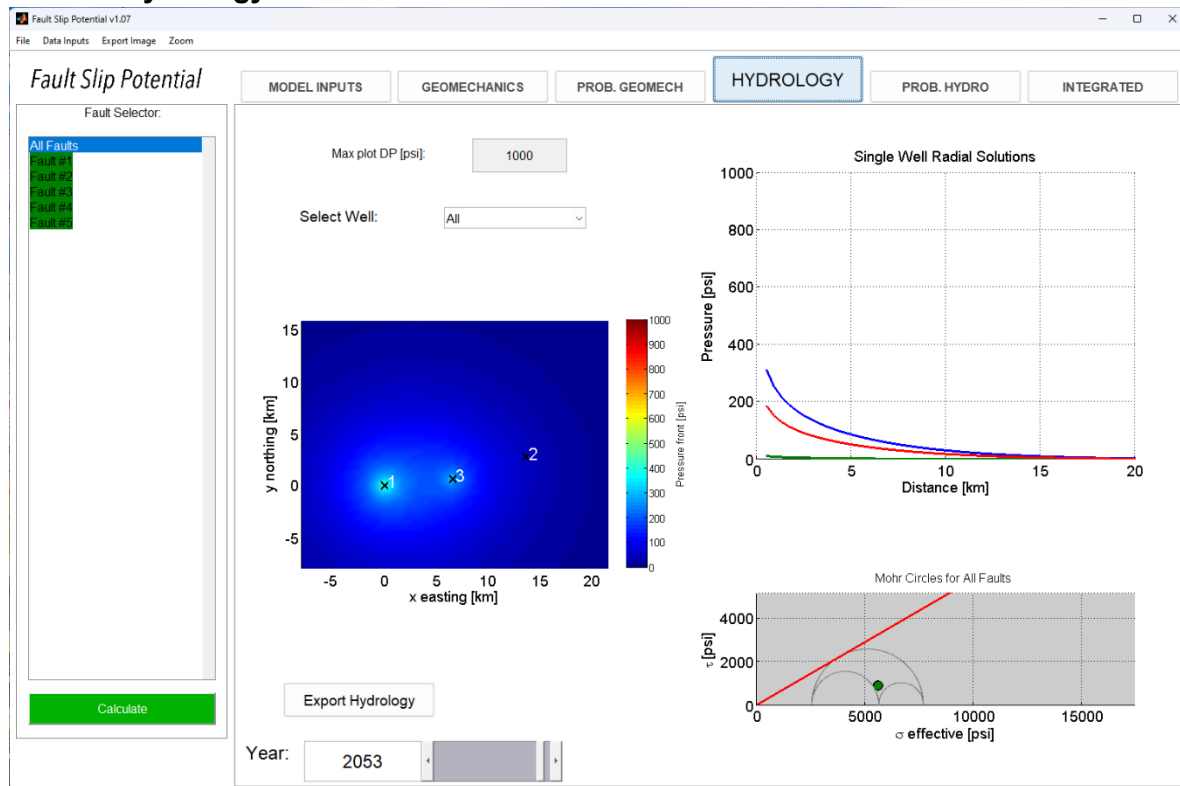 Fault Slip Potential v1.07
File Data Inputs Export Image Zoom
Fault Slip Potential
MODEL INPUTS GEOMECHANICS PROB. GEOMECH HYDROLOGY PROB. HYDRO INTEGRATED
Fault Selector:
All Faults
Fault #1
Fault #2
Fault #3
Fault #4
Fault #5
Calculate
Max plot DP [psi]: 1000
Select Well: All
15
10
5
0
-5
y northing [km]
-5 0 5 10 15 20
x easting [km]
1
3
2
1000
900
800
700
600
500
400
300
200
100
0
Pressure front [psi]
Export Hydrology
Year: 2053
Single Well Radial Solutions
1000
800
600
400
200
0
Pressure [psi]
0 5 10 15 20
Distance [km]
Mohr Circles for All Faults
4000
2000
0
τ [psi]
0 5000 10000 15000
σ effective [psi]